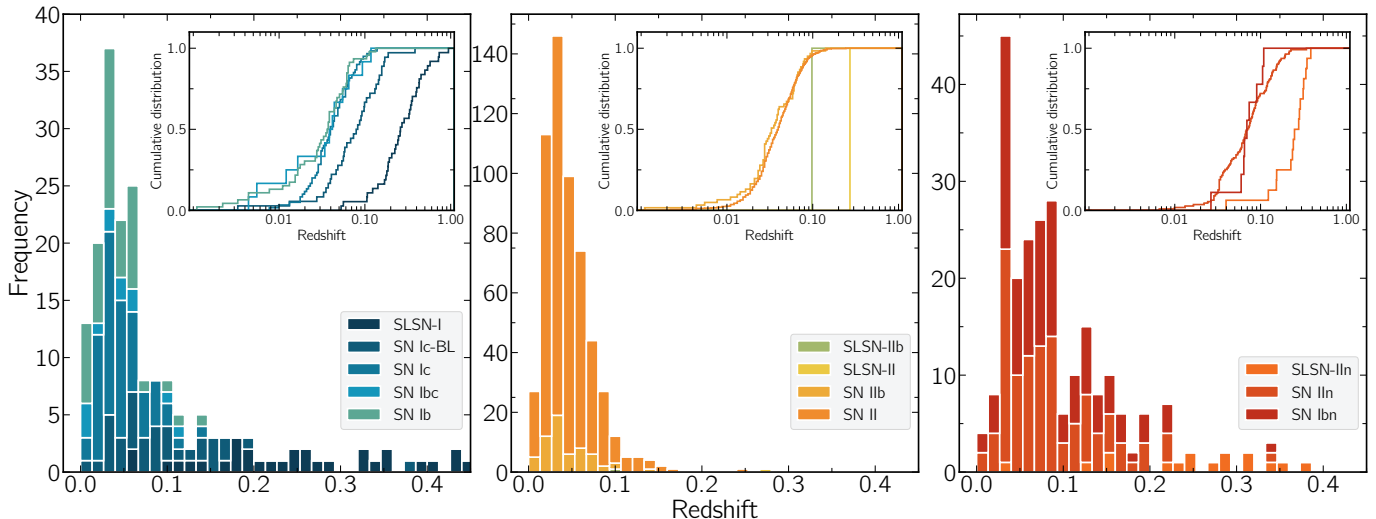 40
35
30
25
20
15
10
5
0
Frequency
0.0
0.1
0.2
0.3
0.4
1.0
0.5
0.0
Cumulative distribution
0.01
0.10
1.00
Redshift
SLSN-I
SN Ic-BL
SN Ic
SN Ibc
SN Ib
140
120
100
80
60
40
20
0
0.0
0.1
0.2
0.3
0.4
Redshift
1.0
0.5
0.0
Cumulative distribution
0.01
0.10
1.00
Redshift
SLSN-IIb
SLSN-II
SN IIb
SN II
40
30
20
10
0
0.0
0.1
0.2
0.3
0.4
1.0
0.5
0.0
Cumulative distribution
0.01
0.10
1.00
Redshift
SLSN-IIn
SN IIn
SN Ibn